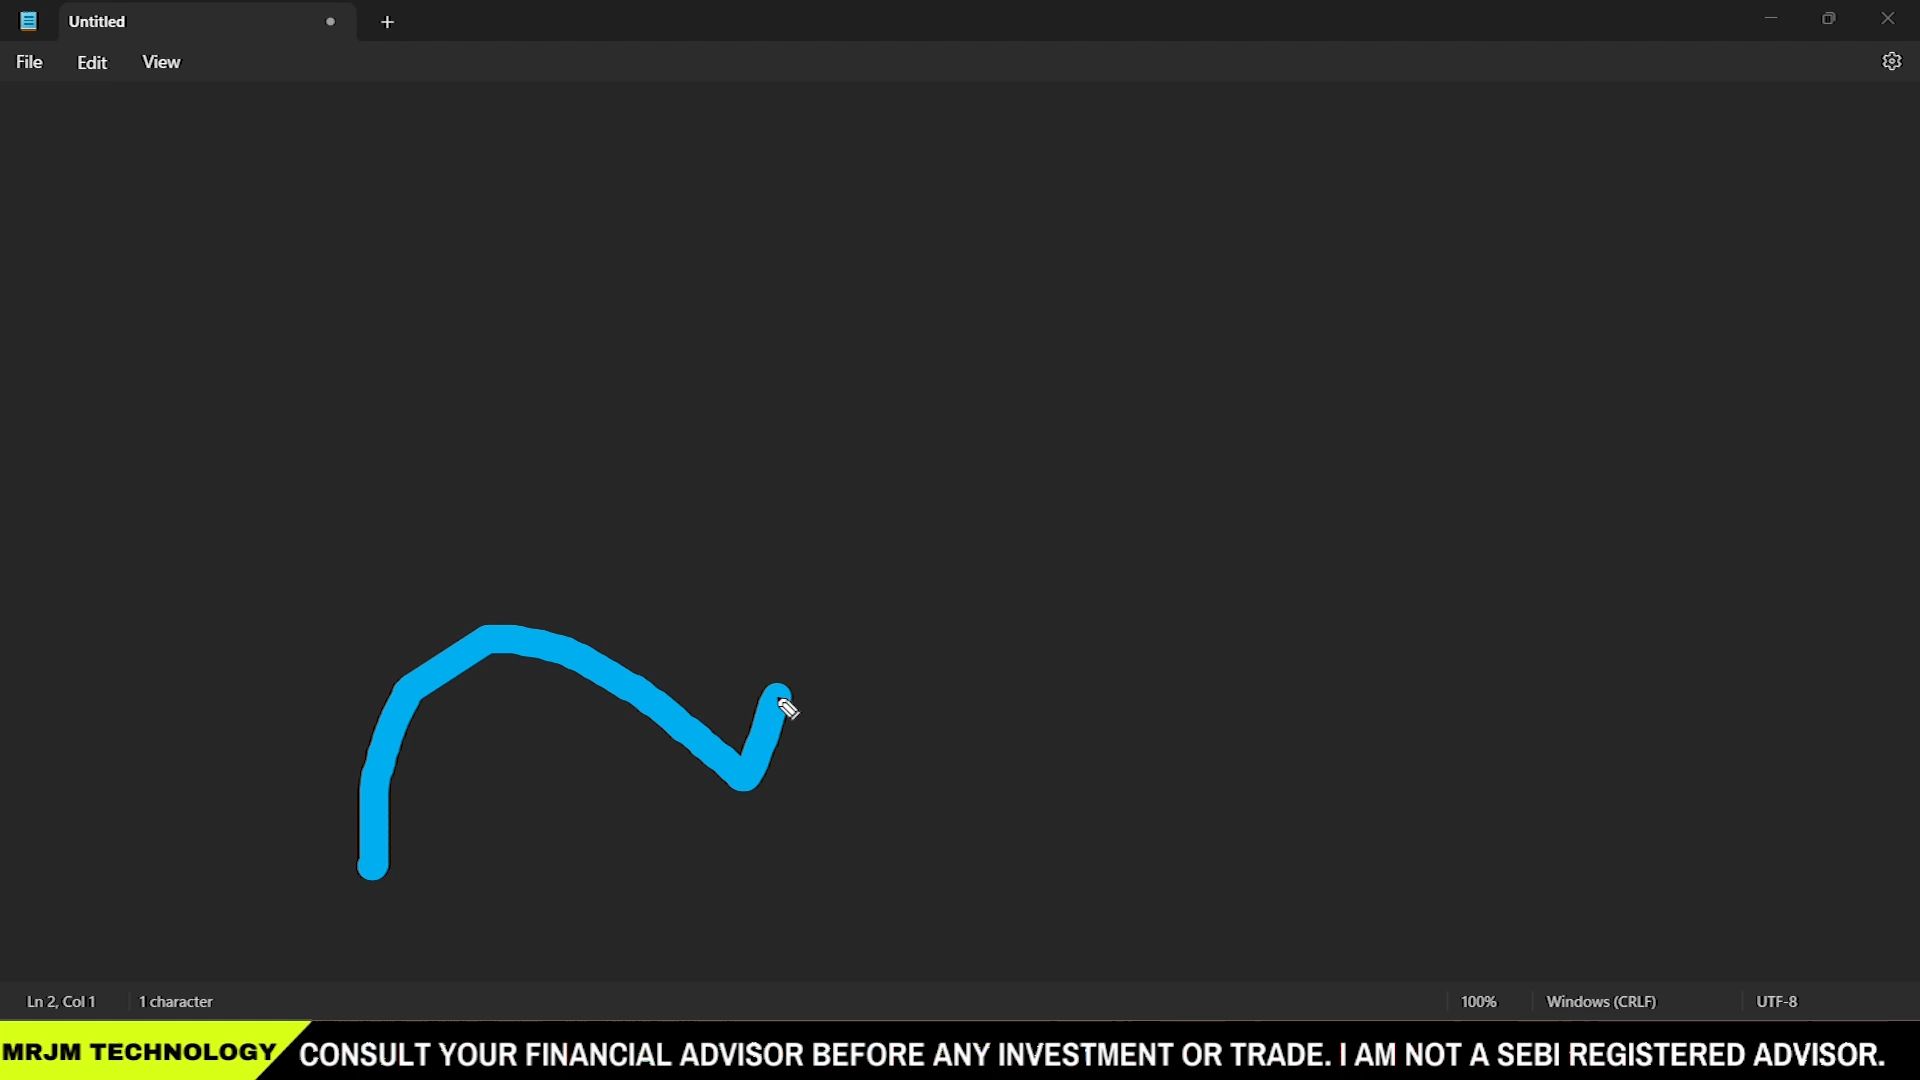 Untitled
File Edit View
Ln 2, Col 1 1 character 100% Windows (CRLF) UTF-8
MRJM TECHNOLOGY CONSULT YOUR FINANCIAL ADVISOR BEFORE ANY INVESTMENT OR TRADE. I AM NOT A SEBI REGISTERED ADVISOR.